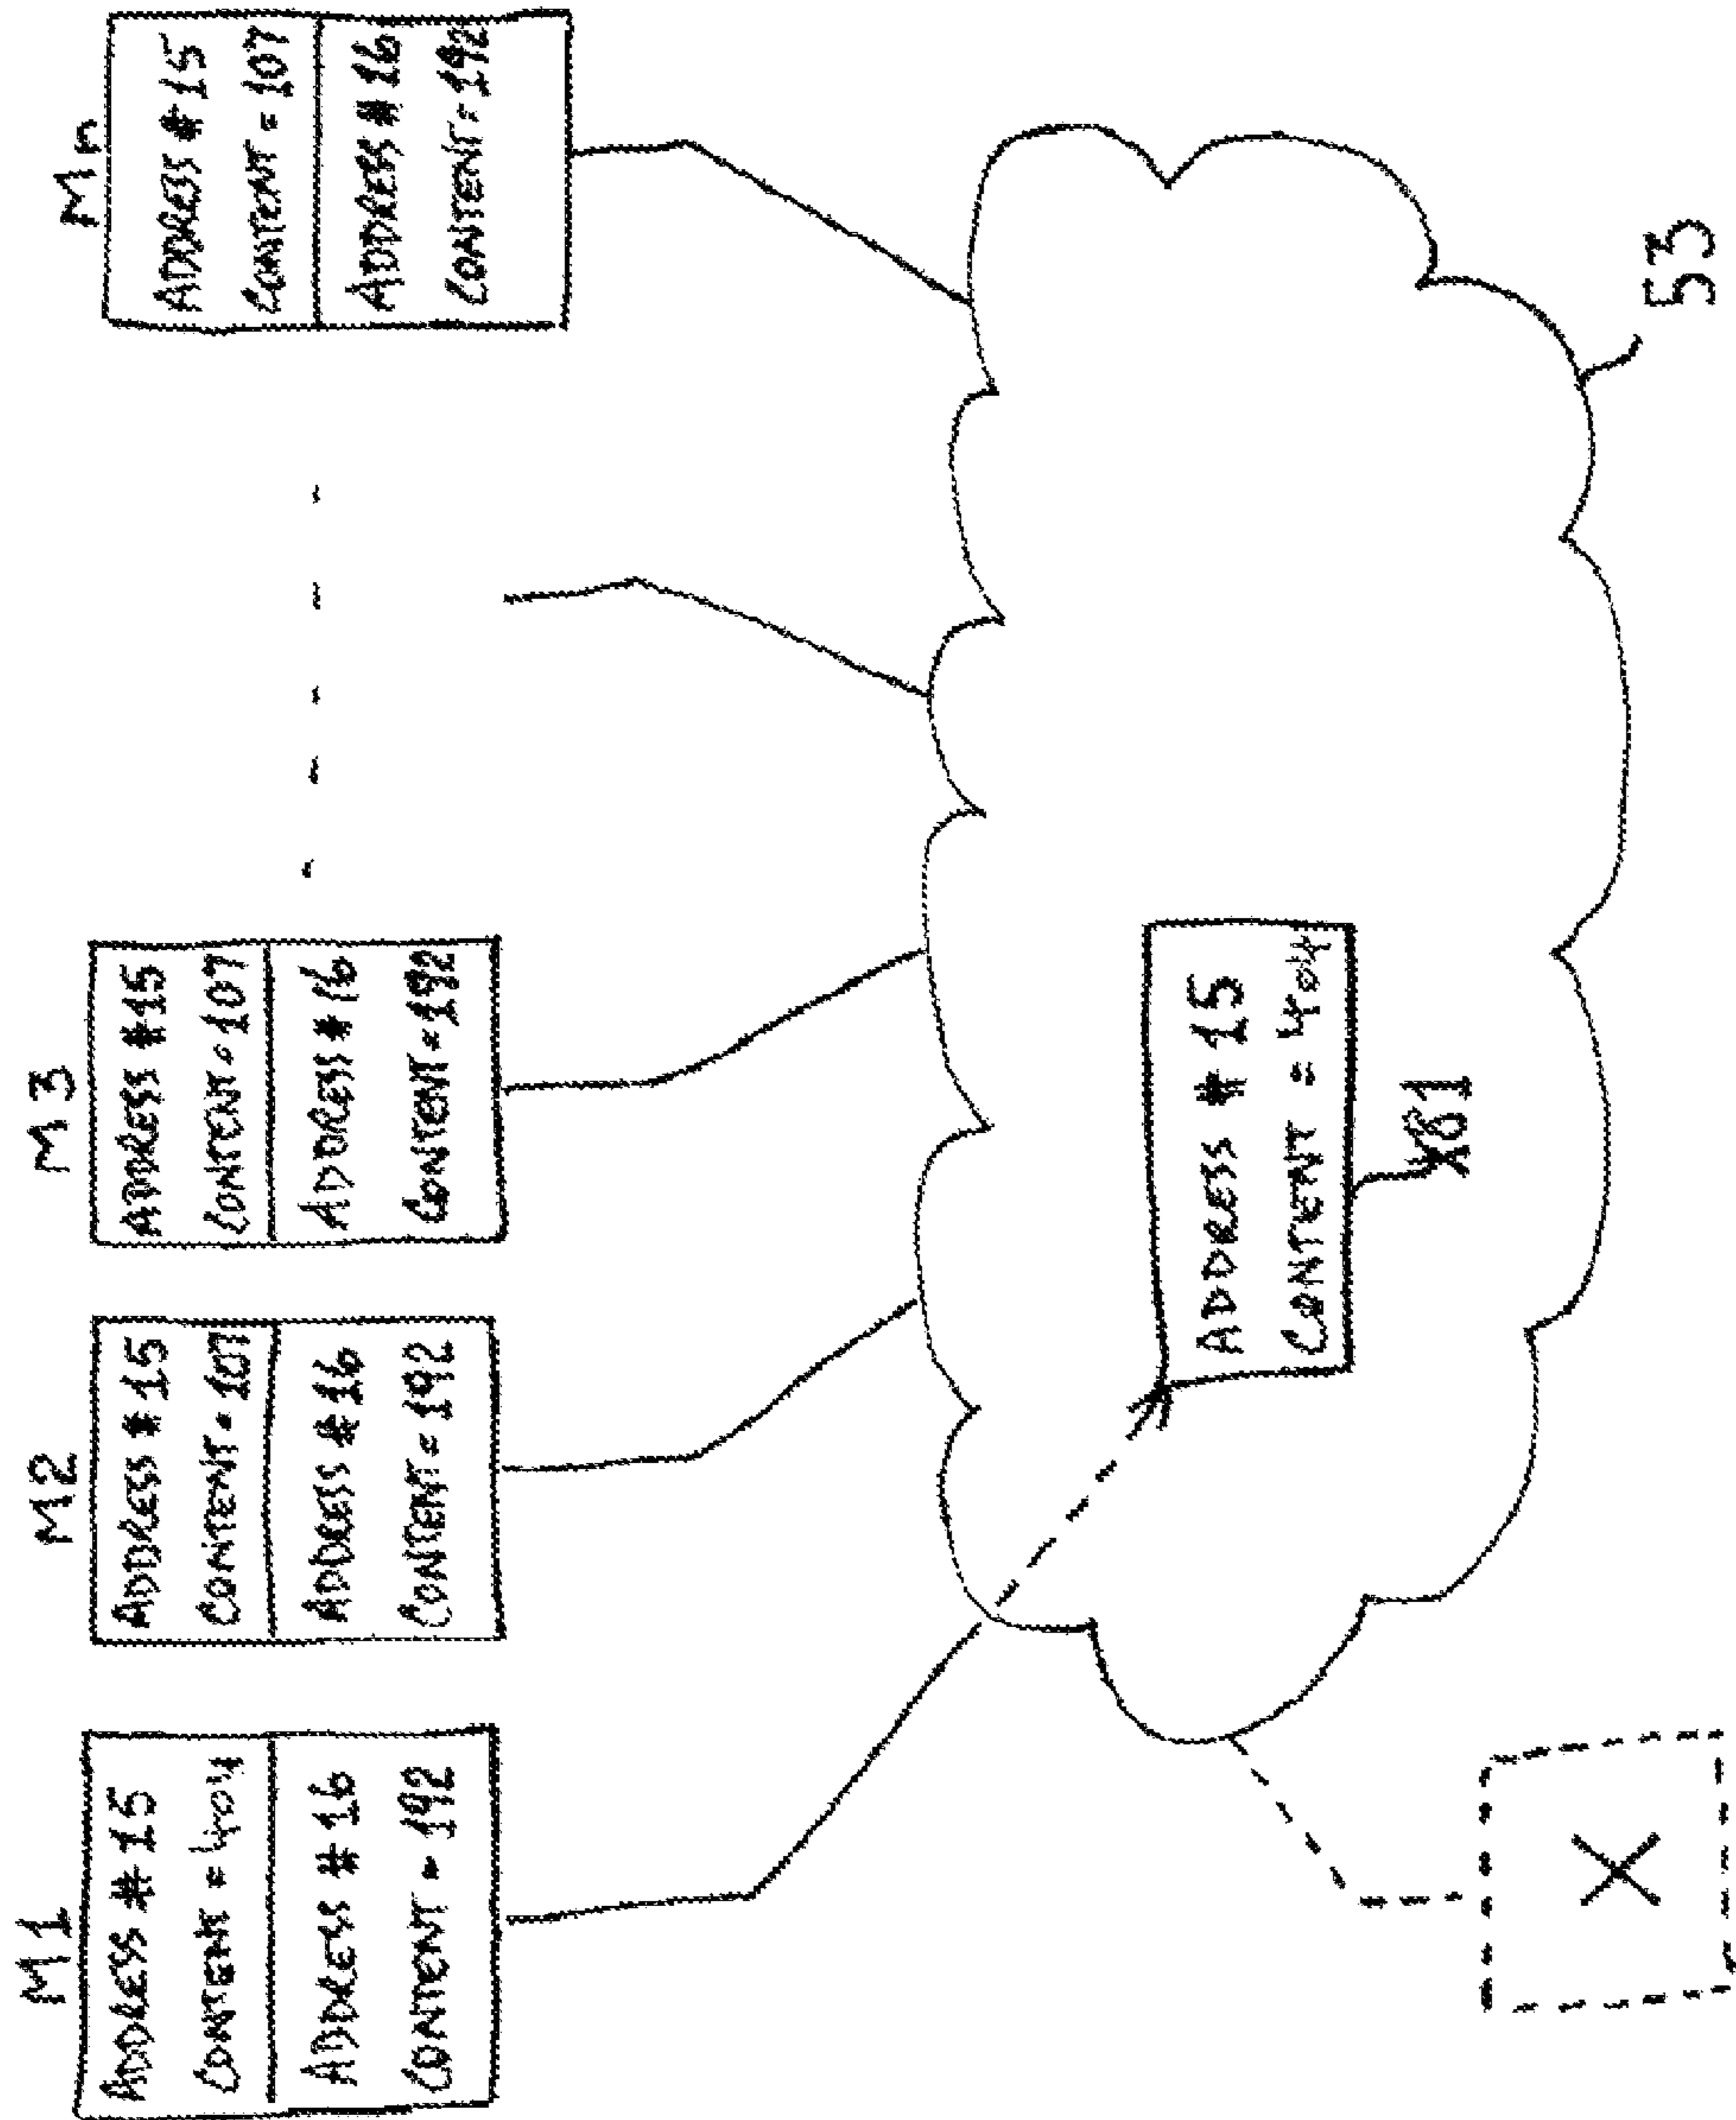 M1
ADDRESS #15
CONTENT = 404
ADDRESS #16
CONTENT = 192
M2
ADDRESS #15
CONTENT = 107
ADDRESS #16
CONTENT = 192
M3
ADDRESS #15
CONTENT = 107
ADDRESS #16
CONTENT = 192
Mn
ADDRESS #15
CONTENT = 107
ADDRESS #16
CONTENT = 192
ADDRESS #15
CONTENT = 404
53
X